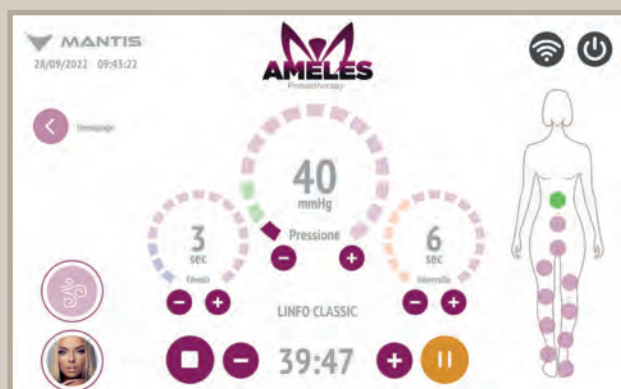 MANTIS
28/09/2022 09:43:22
AMELES
Pressotherapy
Homepage
40
mmHg
Pressione
3
sec
6
sec
Intervallo
LINFO CLASSIC
39:47